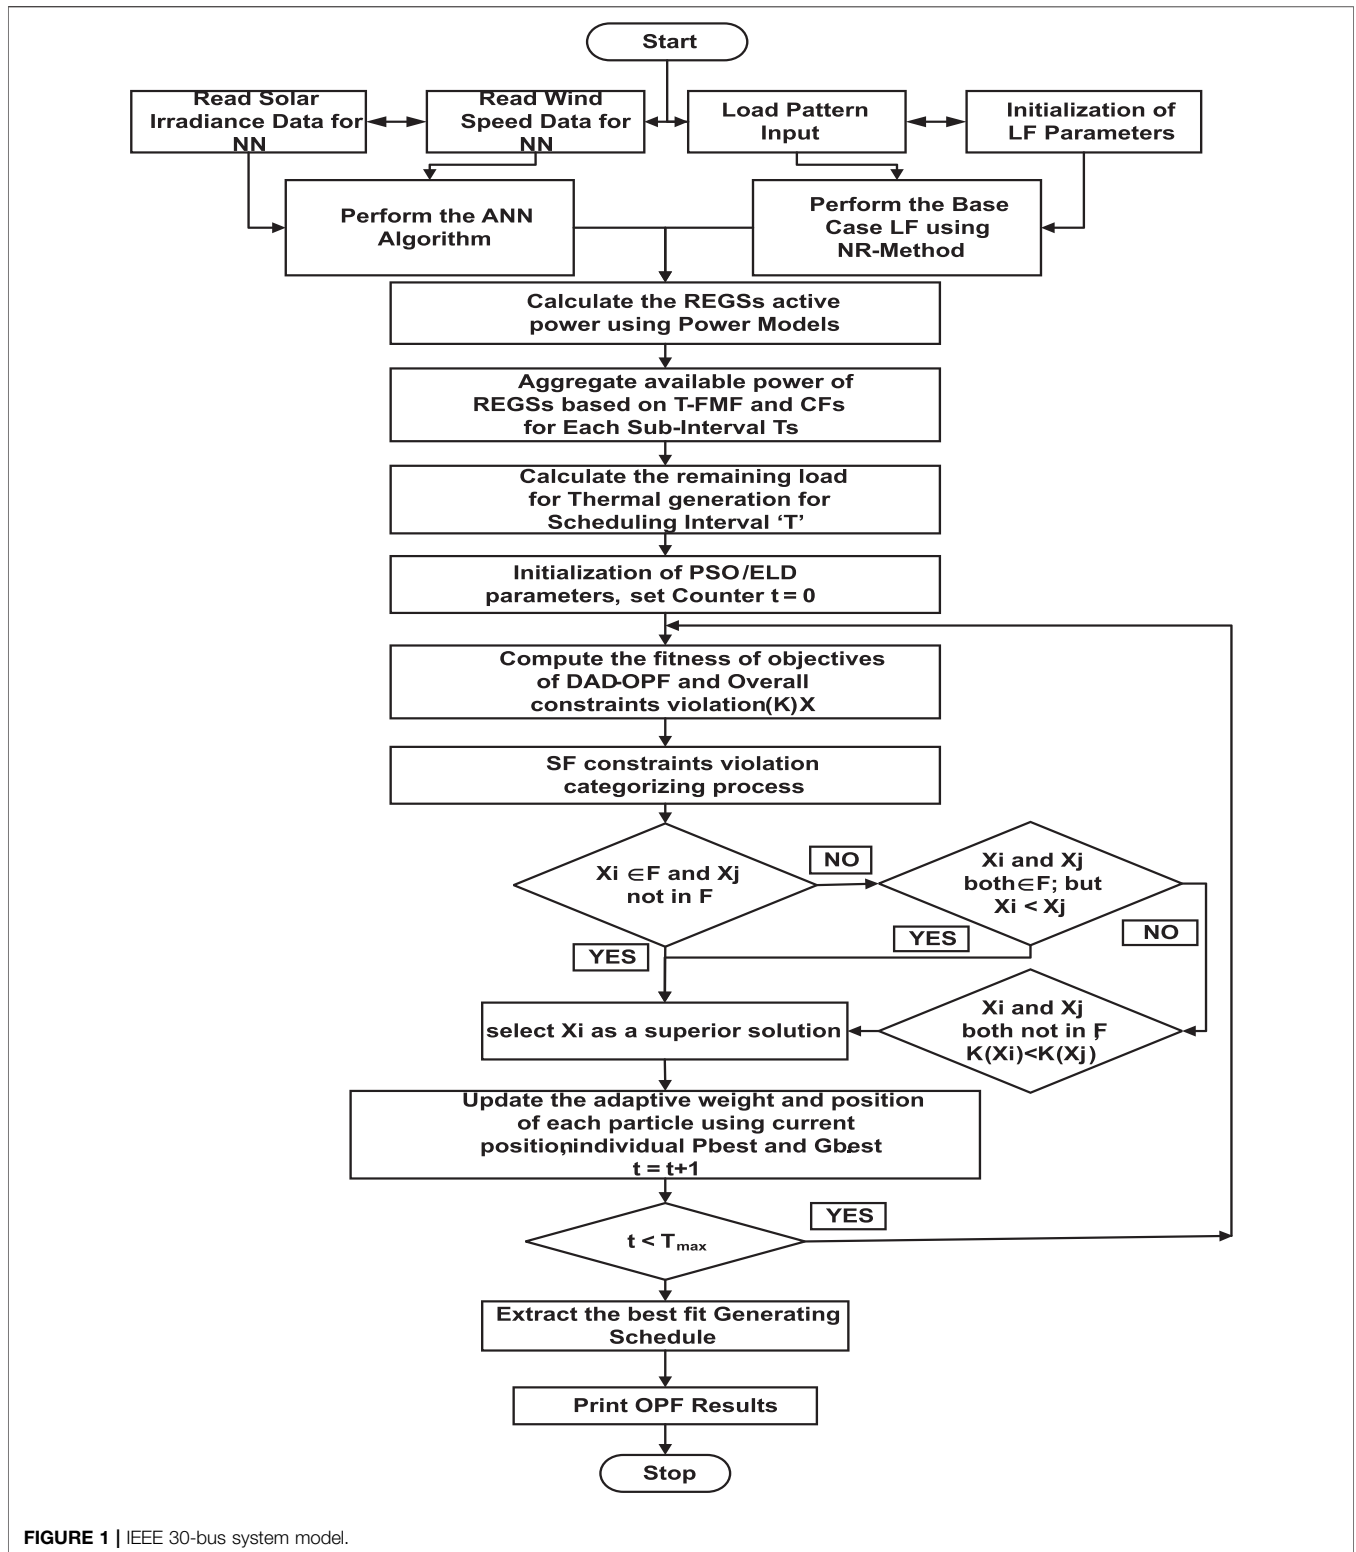 Start
Read Solar
Irradiance Data for
NN
Read Wind
Speed Data for
NN
Load Pattern
Input
Initialization of
LF Parameters
Perform the ANN
Algorithm
Perform the Base
Case LF using
NR-Method
Calculate the REGSs active
power using Power Models
Aggregate available power of
REGSs based on T-FMF and CFs
for Each Sub-Interval Ts
Calculate the remaining load
for Thermal generation for
Scheduling Interval ‘T’
Initialization of PSO/ELD
parameters, set Counter t = 0
Compute the fitness of objectives
of DAD-OPF and Overall
constraints violation(K)X
SF constraints violation
categorizing process
Xi ∈F and Xj
not in F
NO
Xi and Xj
both∈F; but
Xi < Xj
YES
YES
NO
select Xi as a superior solution
Xi and Xj
both not in F,
K(Xi)<K(Xj)
Update the adaptive weight and position
of each particle using current
position,individual Pbest and Gbest.
t = t+1
t < Tmax
YES
Extract the best fit Generating
Schedule
Print OPF Results
Stop
FIGURE 1 | IEEE 30-bus system model.